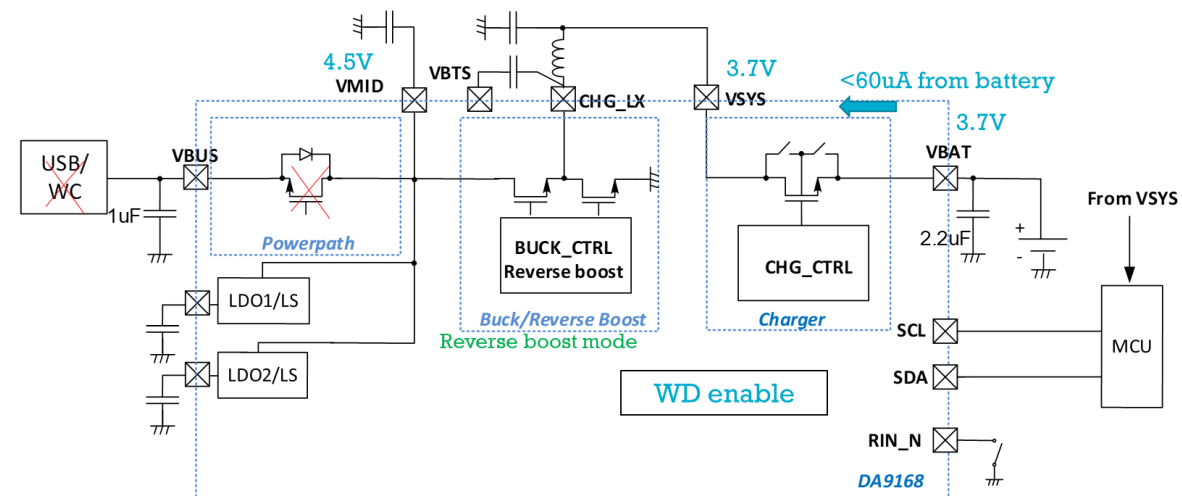 4.5V
VMID
VBTS
CHG_LX
3.7V
VSYS
<60uA from battery
3.7V
VBAT
USB/
WC
VBUS
1uF
Powerpath
BUCK_CTRL
Reverse boost
CHG_CTRL
2.2uF
+
-
From VSYS
LDO1/LS
Buck/Reverse Boost
Charger
Reverse boost mode
LDO2/LS
SCL
SDA
MCU
WD enable
RIN_N
DA9168